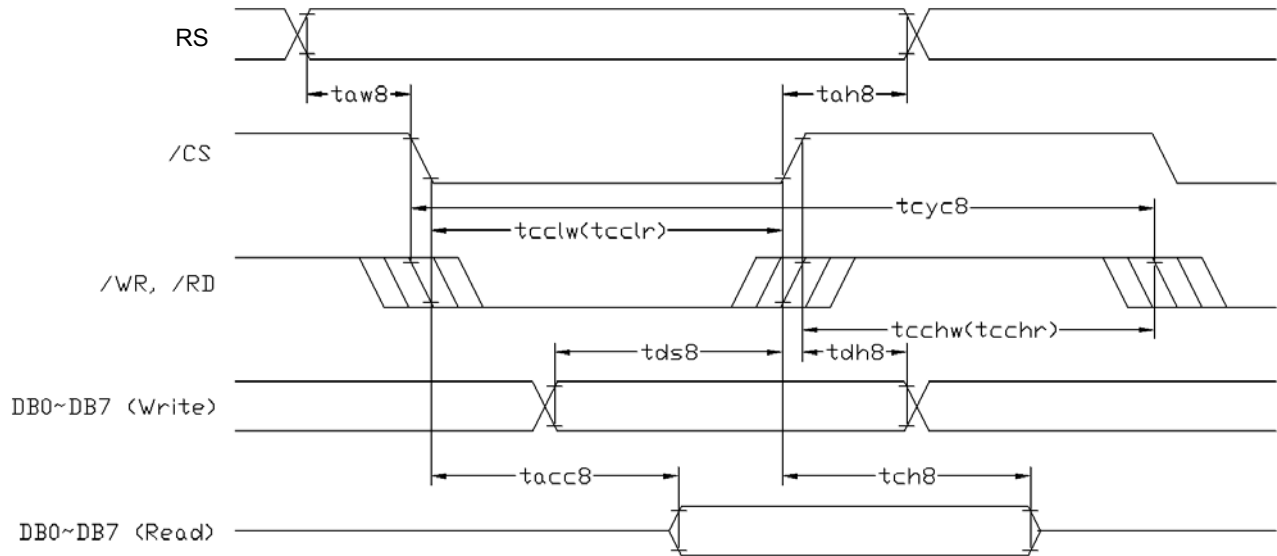 RS
taw8
tah8
/CS
tcyc8
tcclw(tcclr)
/WR, /RD
tcchw(tcchr)
tds8
tdh8
DB0~DB7 (Write)
tacc8
tch8
DB0~DB7 (Read)